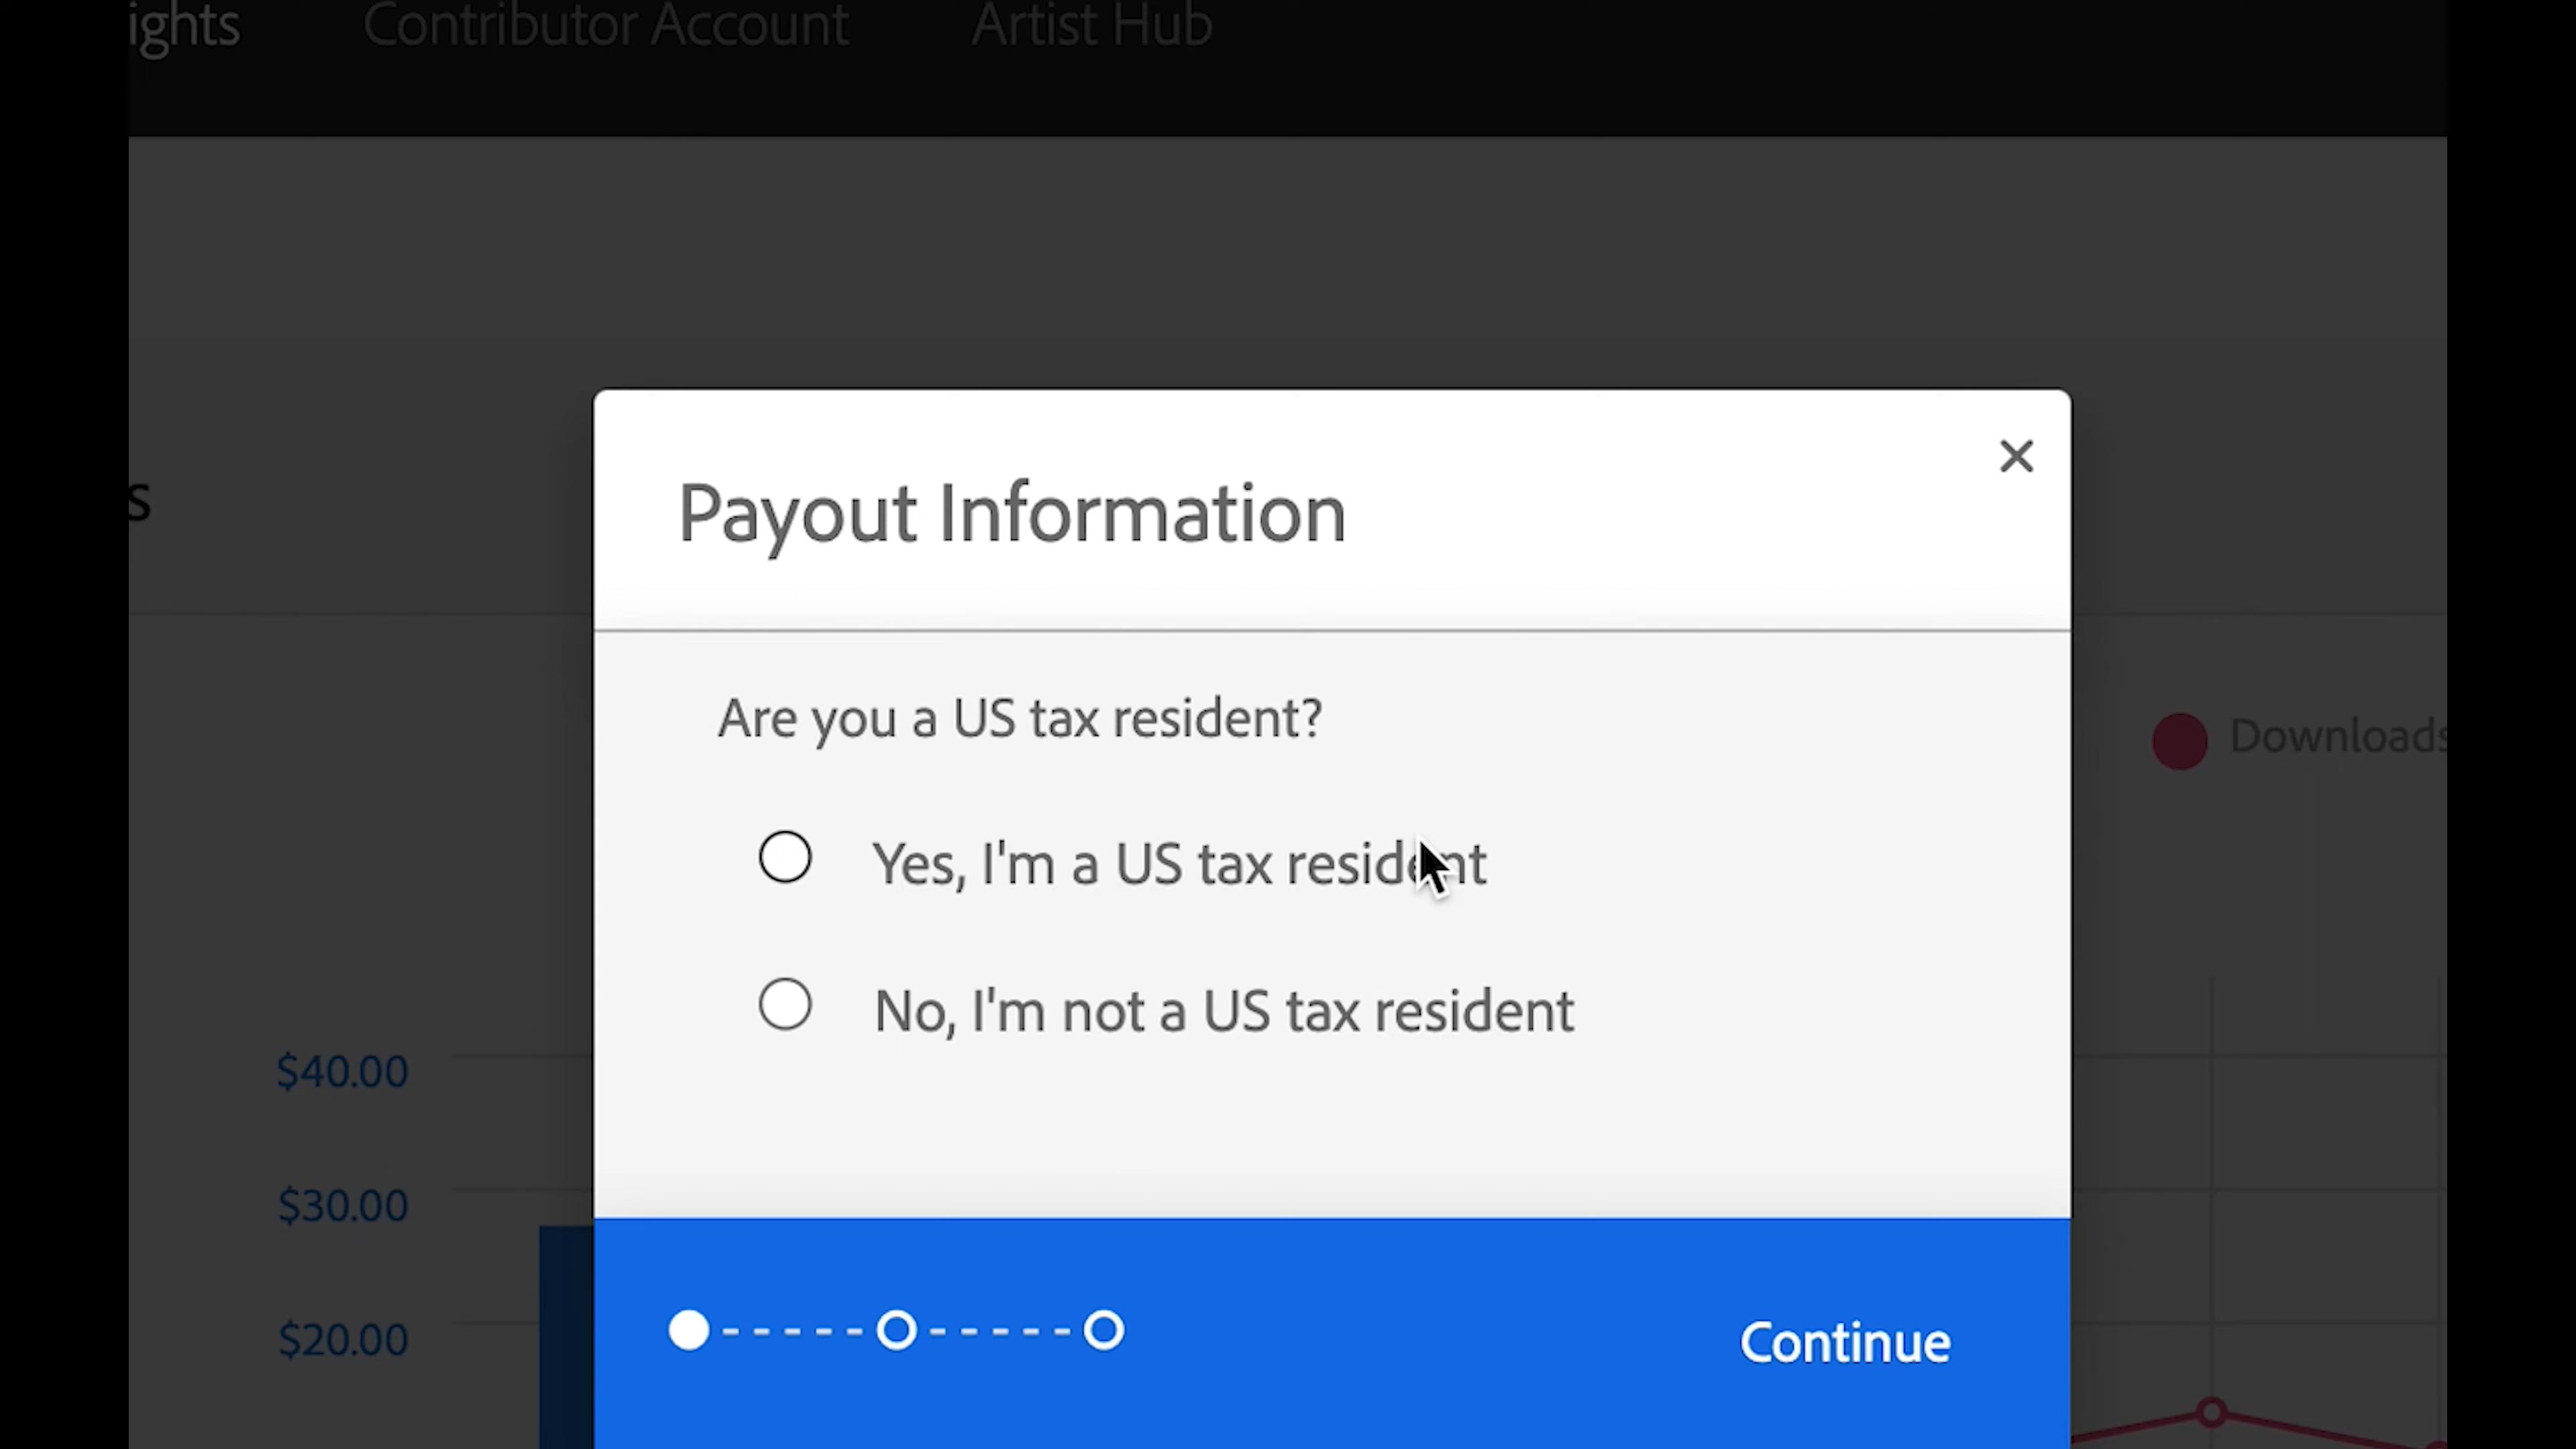 ights Contributor Account Artist Hub
Payout Information
s
Are you a US tax resident?
Downloads
Yes, I'm a US tax resident
No, I'm not a US tax resident
$40.00
$30.00
$20.00
Continue